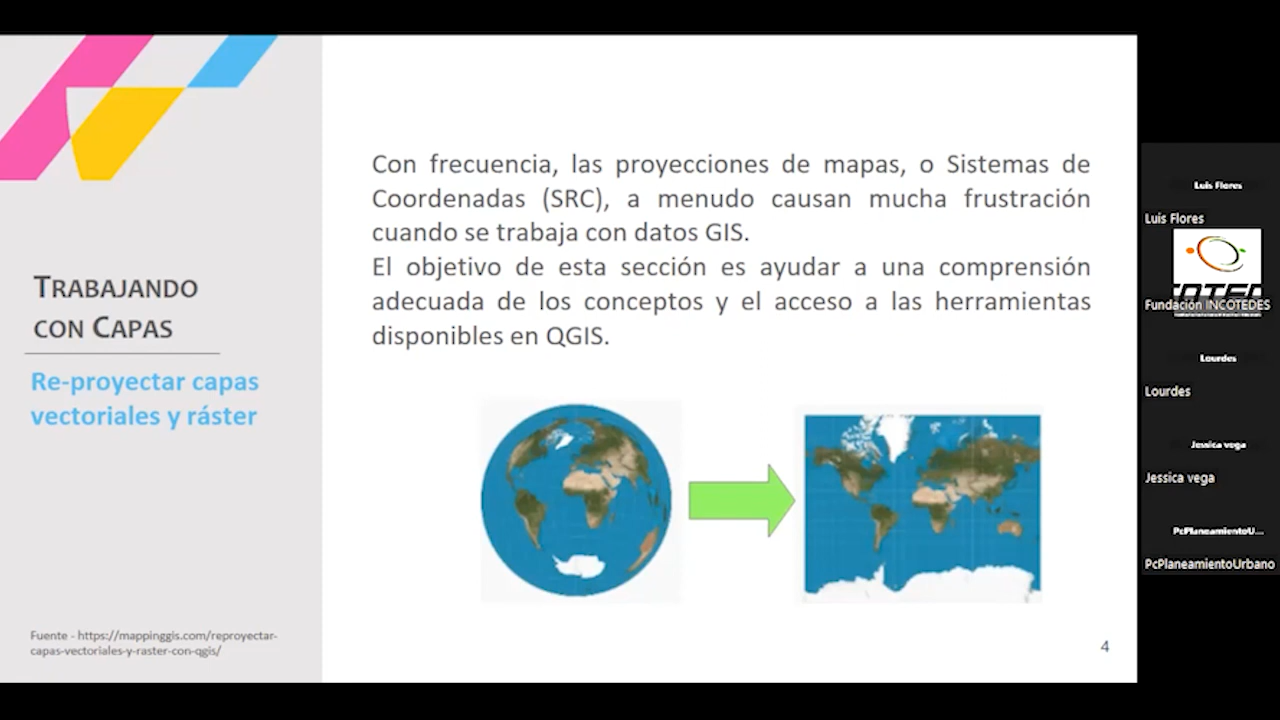 TRABAJANDO
CON CAPAS
Re-proyectar capas
vectoriales y ráster
Fuente - https://mappinggis.com/reproyectar-
capas-vectoriales-y-raster-con-qgis/
Con frecuencia, las proyecciones de mapas, o Sistemas de
Coordenadas (SRC), a menudo causan mucha frustración
cuando se trabaja con datos GIS.
El objetivo de esta sección es ayudar a una comprensión
adecuada de los conceptos y el acceso a las herramientas
disponibles en QGIS.
4
Luis Flores
Luis Flores
Fundación INCOTEDES
Lourdes
Lourdes
Jessica vega
Jessica vega
PcPlaneamientoU...
PcPlaneamientoUrbano